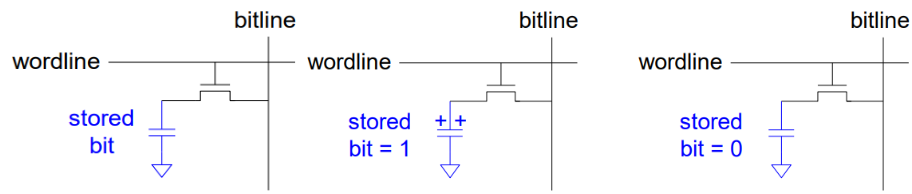 bitline
wordline
stored
bit
bitline
wordline
stored
bit = 1
+ +
bitline
wordline
stored
bit = 0